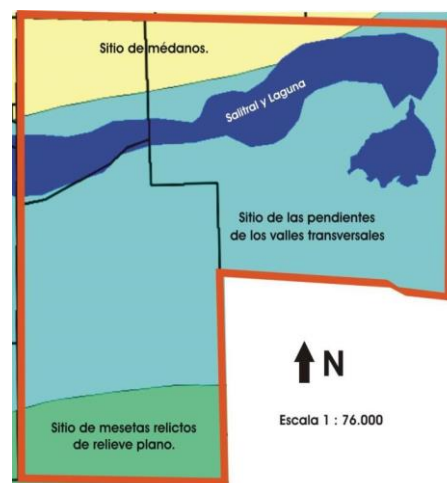 Sitio de médanos.
Salitral y Laguna
Sitio de las pendientes
de los valles transversales
N
Escala 1 : 76.000
Sitio de mesetas relictos
de relieve plano.